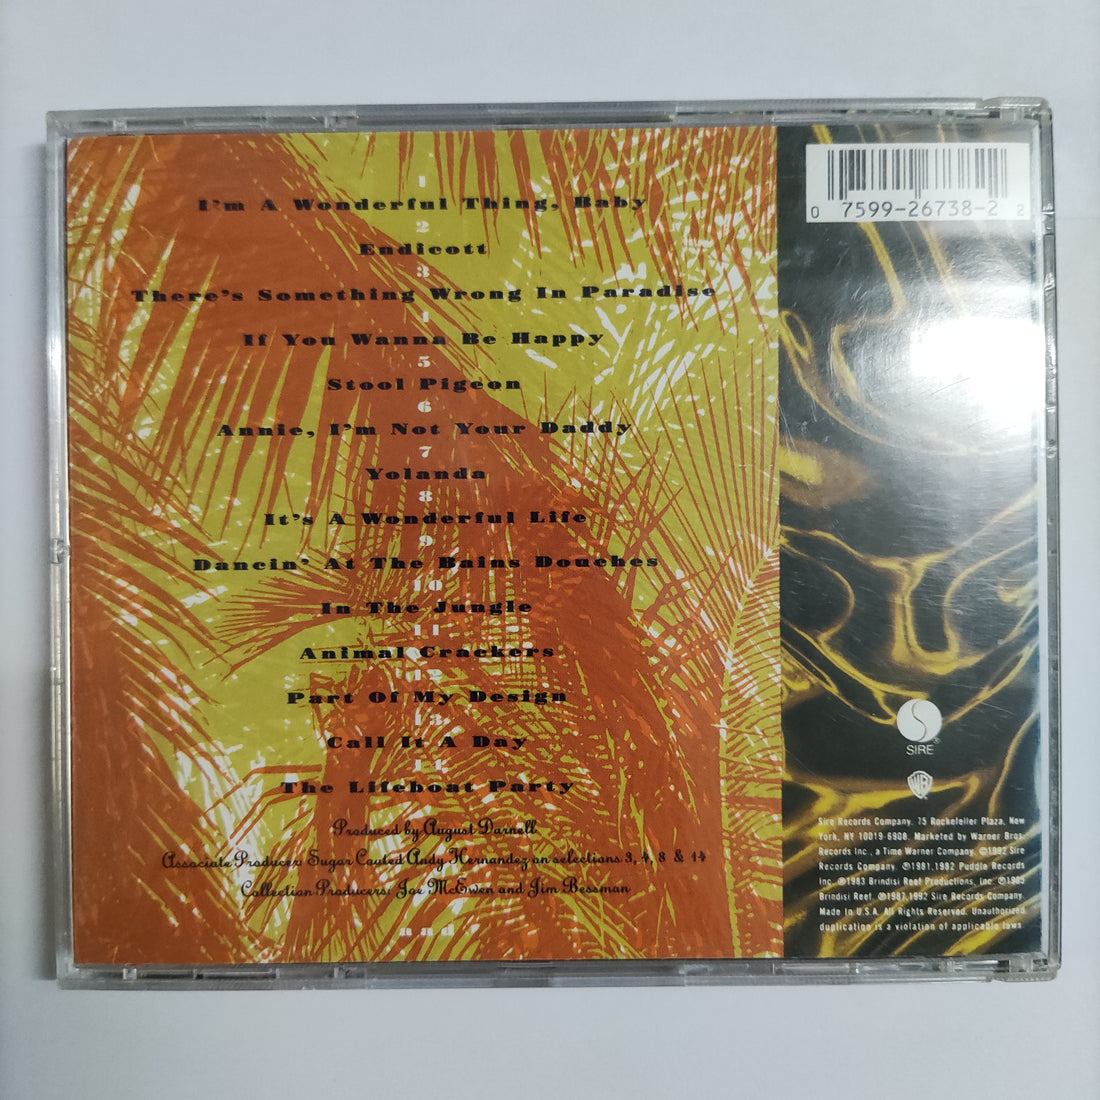 1
I'm A Wonderful Thing, Baby
2
Endicott
3
There's Something Wrong In Paradise
4
If You Wanna Be Happy
5
Stool Pigeon
6
Annie, I'm Not Your Daddy
7
Yolanda
8
It's A Wonderful Life
9
Dancin' At The Bains Douches
10
In The Jungle
11
Animal Crackers
12
Part Of My Design
13
Call It A Day
14
The Lifeboat Party
Produced by August Darnell
Associate Producer: Sugar Coated Andy Hernandez on selections 3, 4, 8 & 14
Collection Producers: Joe McEwen and Jim Bessman
and
0 7599-26738-2 2
SIRE®
WB
Sire Records Company, 75 Rockefeller Plaza, New
York, NY 10019-6908. Marketed by Warner Bros.
Records Inc., a Time Warner Company. ©1992 Sire
Records Company. ℗1981,1982 Puddle Records
Inc. ℗1983 Brindisi Reel Productions, Inc. ℗1985
Brindisi Reef. ℗1987,1992 Sire Records Company.
Made in U.S.A. All Rights Reserved. Unauthorized
duplication is a violation of applicable laws.